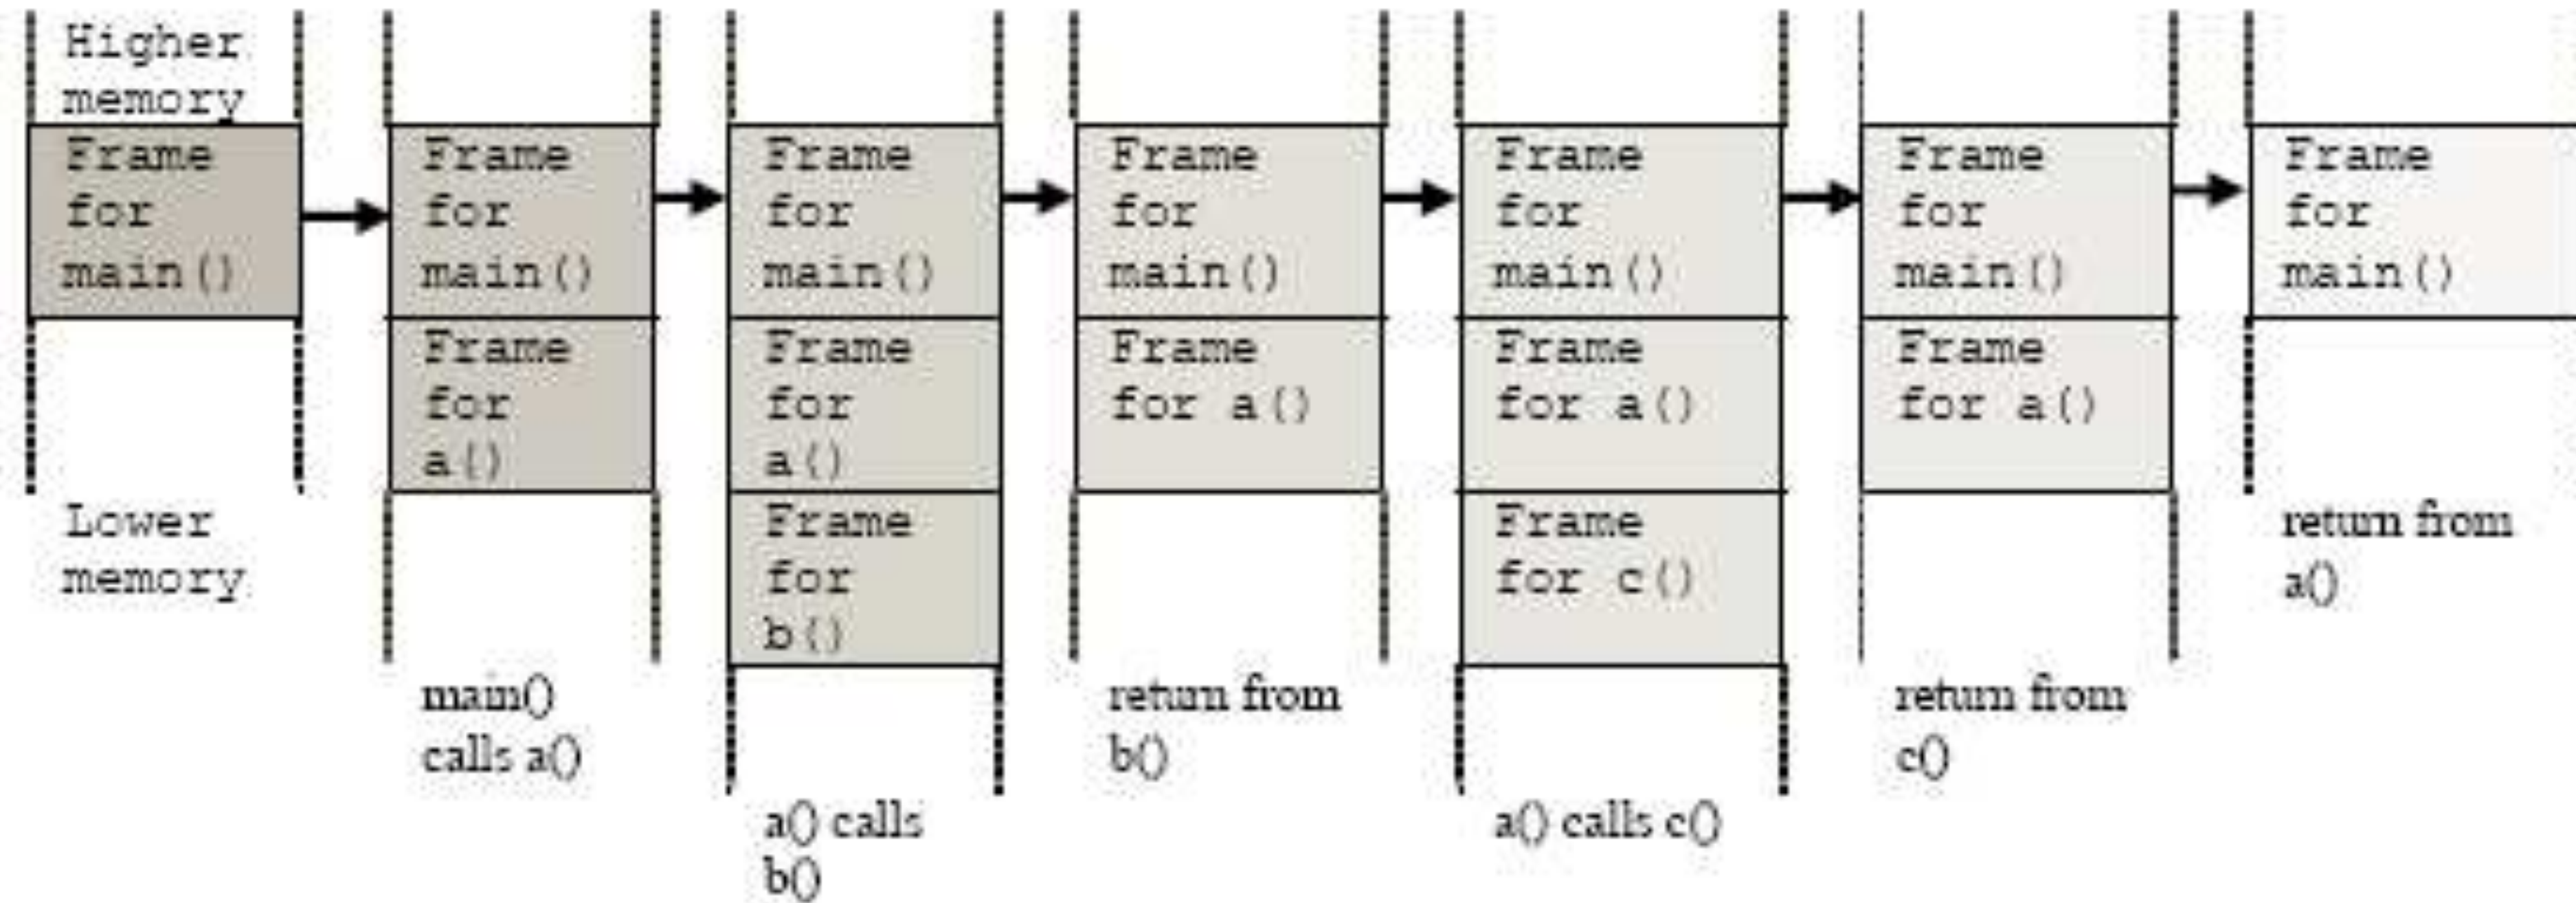 Higher
memory
Frame
for
main()
Lower
memory
Frame
for
main()
Frame
for
a()
main()
calls a()
Frame
for
main()
Frame
for
a()
Frame
for
b()
a() calls
b()
Frame
for
main()
Frame
for a()
return from
b()
Frame
for
main()
Frame
for a()
Frame
for c()
a() calls c()
Frame
for
main()
Frame
for a()
return from
c()
Frame
for
main()
return from
a()